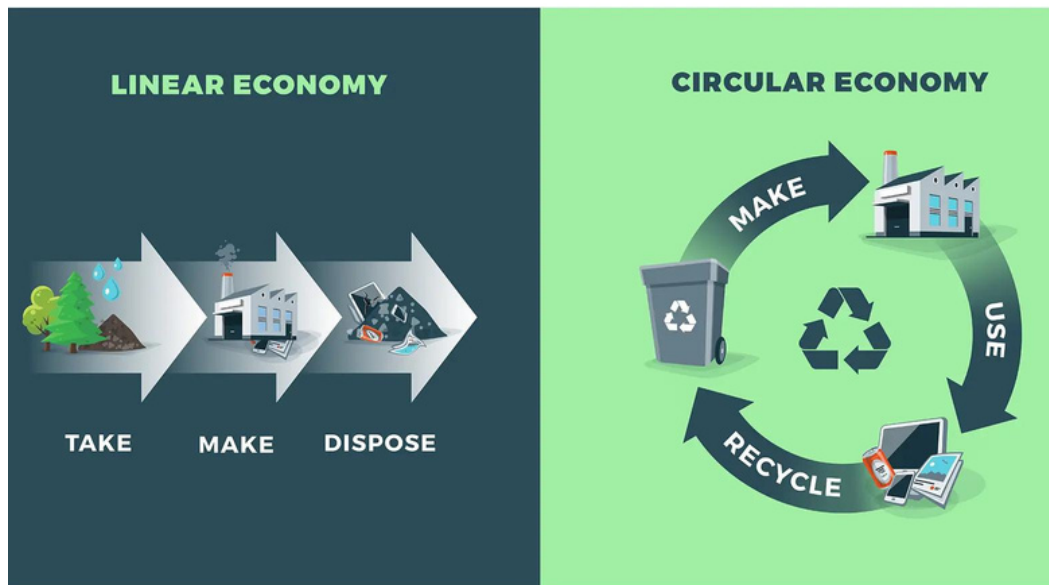 LINEAR ECONOMY
TAKE
MAKE
DISPOSE
CIRCULAR ECONOMY
MAKE
USE
RECYCLE